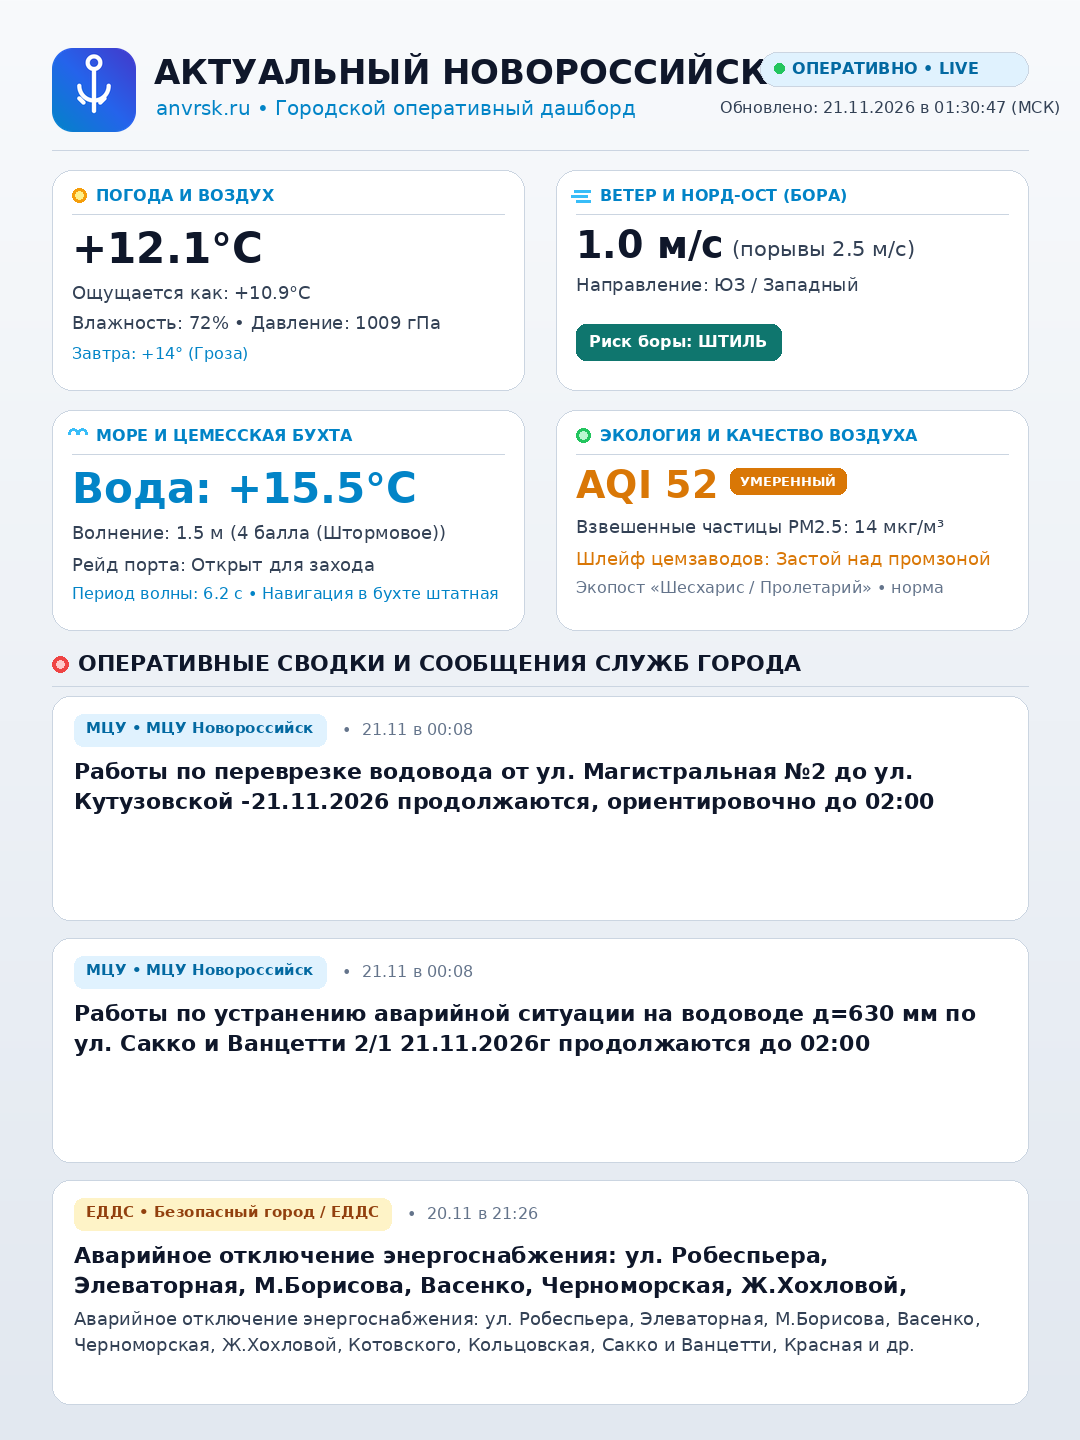 АКТУАЛЬНЫЙ НОВОРОССИЙСК
ОПЕРАТИВНО • LIVE
anvrsk.ru • Городской оперативный дашборд
Обновлено: 21.11.2026 в 01:30:47 (МСК)
ПОГОДА И ВОЗДУХ
+12.1°C
Ощущается как: +10.9°C
Влажность: 72% • Давление: 1009 гПа
Завтра: +14° (Гроза)
ВЕТЕР И НОРД-ОСТ (БОРА)
1.0 м/с (порывы 2.5 м/с)
Направление: ЮЗ / Западный
Риск боры: ШТИЛЬ
МОРЕ И ЦЕМЕССКАЯ БУХТА
Вода: +15.5°C
Волнение: 1.5 м (4 балла (Штормовое))
Рейд порта: Открыт для захода
Период волны: 6.2 с • Навигация в бухте штатная
ЭКОЛОГИЯ И КАЧЕСТВО ВОЗДУХА
AQI 52 УМЕРЕННЫЙ
Взвешенные частицы PM2.5: 14 мкг/м³
Шлейф цемзаводов: Застой над промзоной
Экопост «Шесхарис / Пролетарий» • норма
ОПЕРАТИВНЫЕ СВОДКИ И СООБЩЕНИЯ СЛУЖБ ГОРОДА
МЦУ • МЦУ Новороссийск • 21.11 в 00:08
Работы по переврезке водовода от ул. Магистральная №2 до ул.
Кутузовской -21.11.2026 продолжаются, ориентировочно до 02:00
МЦУ • МЦУ Новороссийск • 21.11 в 00:08
Работы по устранению аварийной ситуации на водоводе д=630 мм по
ул. Сакко и Ванцетти 2/1 21.11.2026г продолжаются до 02:00
ЕДДС • Безопасный город / ЕДДС • 20.11 в 21:26
Аварийное отключение энергоснабжения: ул. Робеспьера,
Элеваторная, М.Борисова, Васенко, Черноморская, Ж.Хохловой,
Аварийное отключение энергоснабжения: ул. Робеспьера, Элеваторная, М.Борисова, Васенко,
Черноморская, Ж.Хохловой, Котовского, Кольцовская, Сакко и Ванцетти, Красная и др.